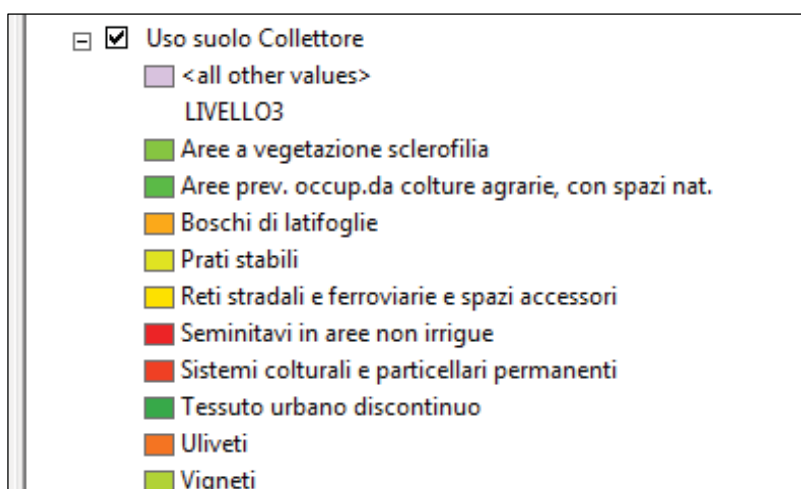 Uso suolo Collettore
<all other values>
LIVELLO3
Aree a vegetazione sclerofilia
Aree prev. occup.da colture agrarie, con spazi nat.
Boschi di latifoglie
Prati stabili
Reti stradali e ferroviarie e spazi accessori
Seminitavi in aree non irrigue
Sistemi colturali e particellari permanenti
Tessuto urbano discontinuo
Uliveti
Vigneti